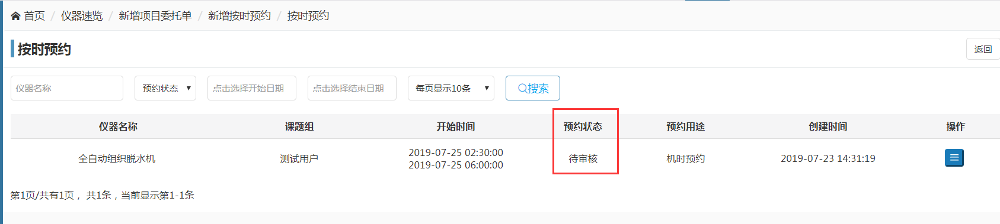 首页 / 仪器速览 / 新增项目委托单 / 新增按时预约 / 按时预约
按时预约 返回
仪器名称 预约状态 点击选择开始日期 点击选择结束日期 每页显示10条 搜索
仪器名称 课题组 开始时间 预约状态 预约用途 创建时间 操作
全自动组织脱水机 测试用户 2019-07-25 02:30:00 待审核 机时预约 2019-07-23 14:31:19
2019-07-25 06:00:00
第1页/共有1页， 共1条，当前显示第1-1条